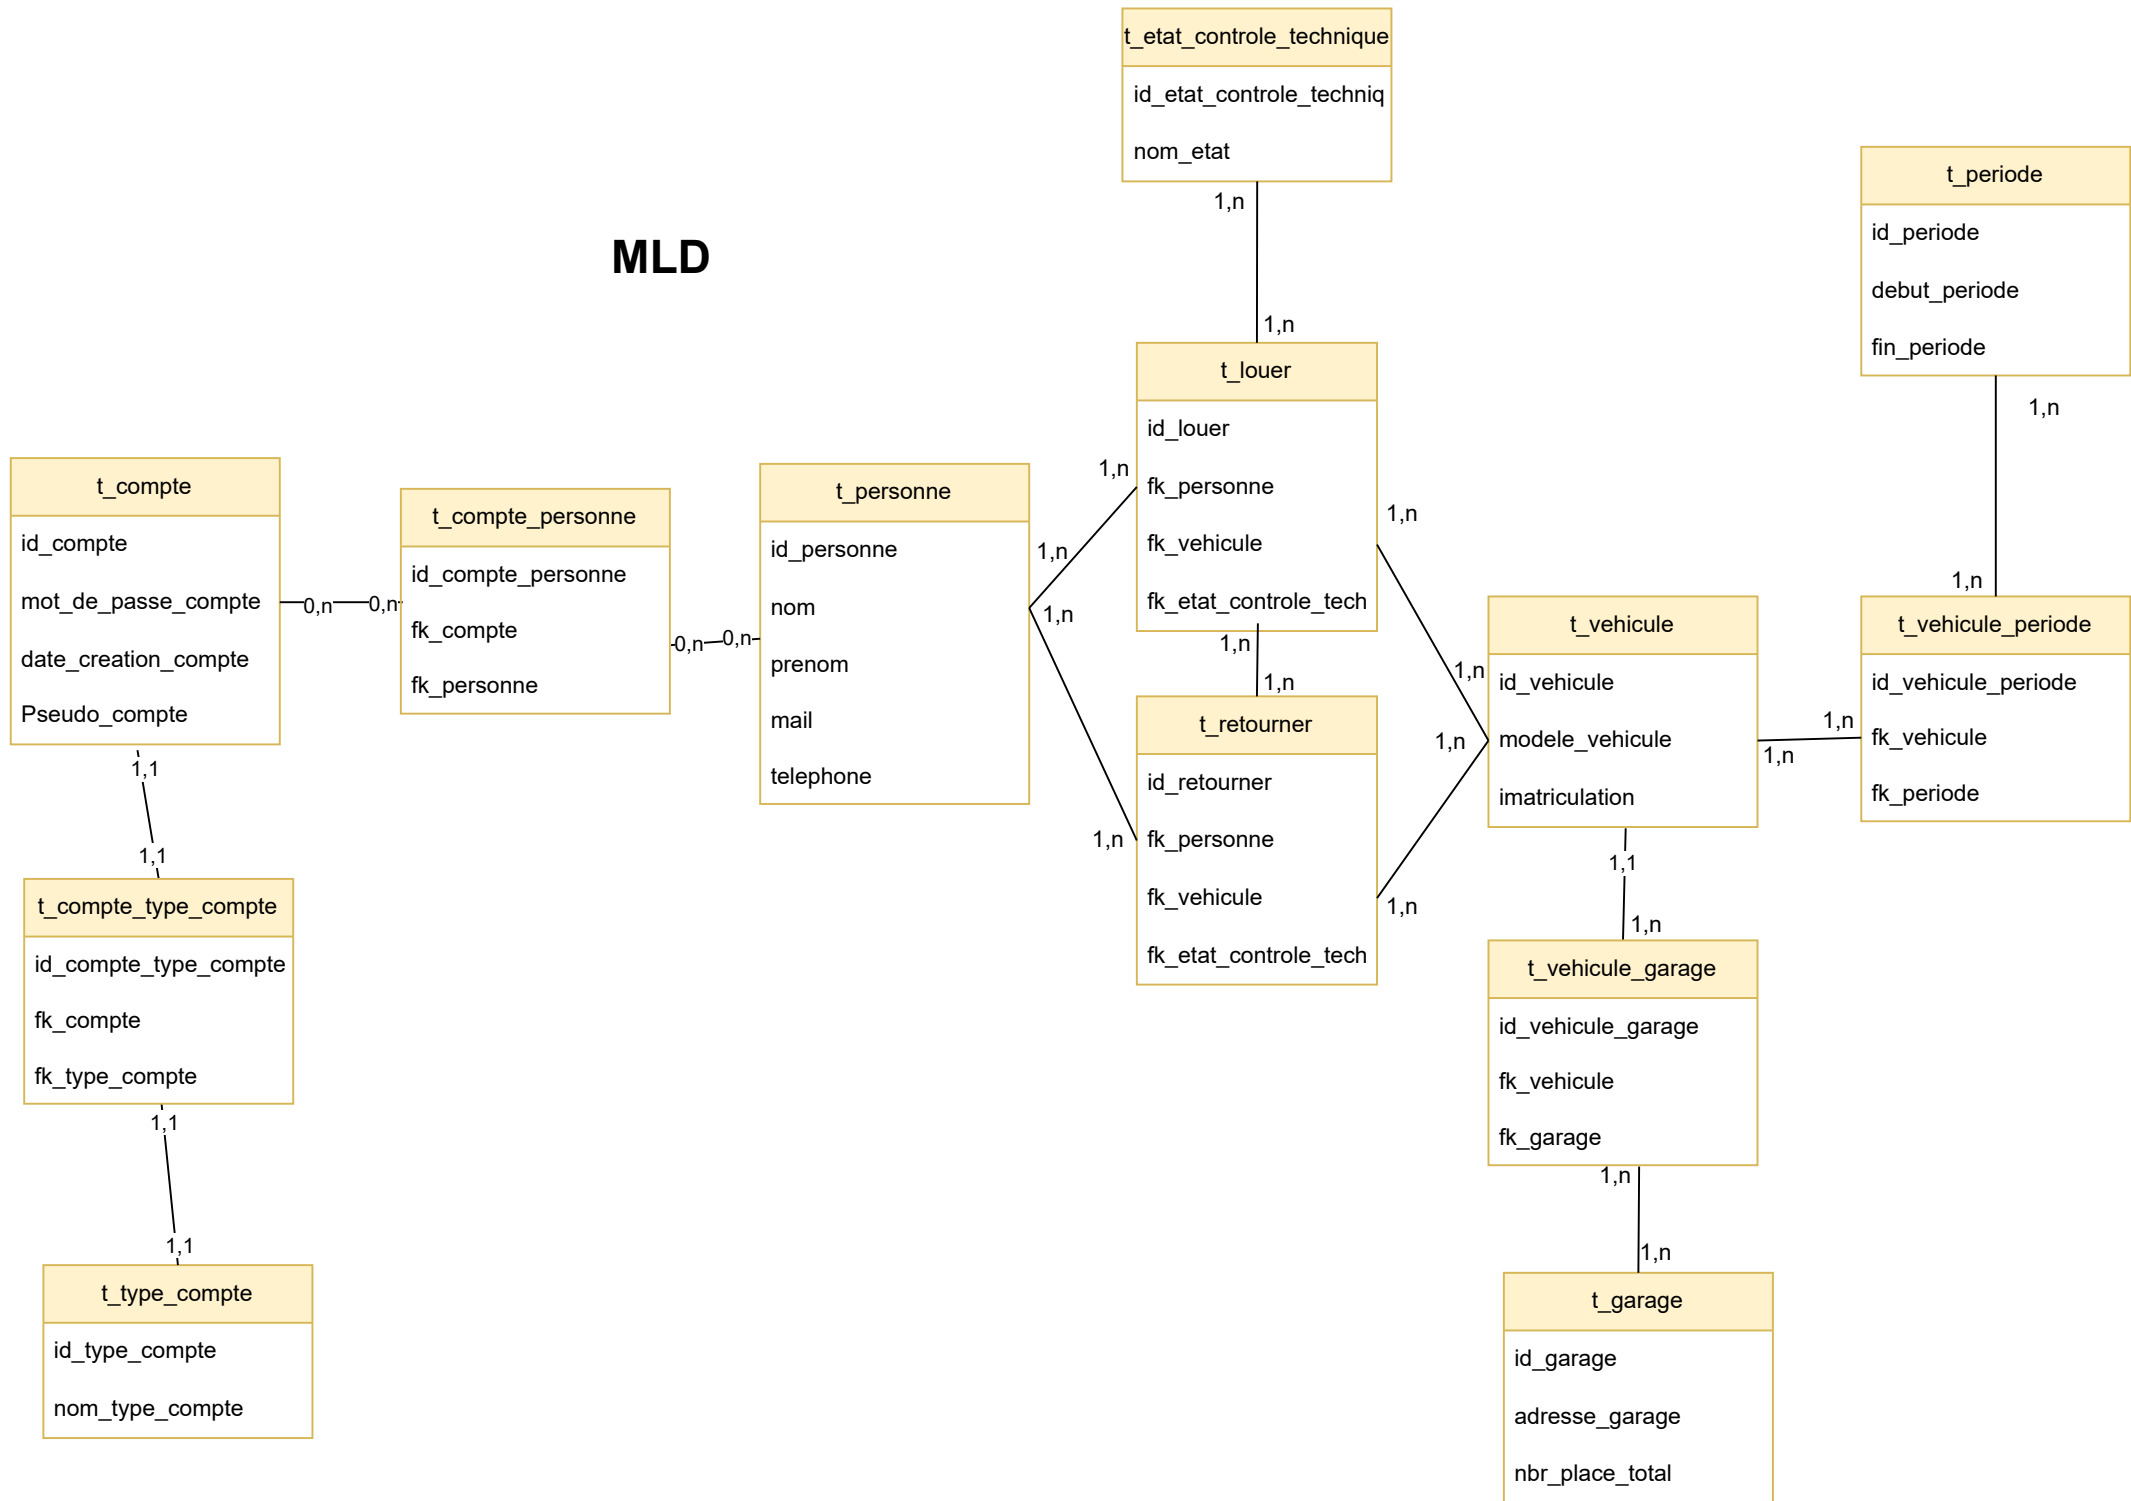 MLD
t_etat_controle_technique
id_etat_controle_techniq
nom_etat
1,n
1,n
t_periode
id_periode
debut_periode
fin_periode
1,n
1,n
t_compte
id_compte
mot_de_passe_compte
date_creation_compte
Pseudo_compte
0,n
0,n
t_compte_personne
id_compte_personne
fk_compte
fk_personne
0,n
0,n
t_personne
id_personne
nom
prenom
mail
telephone
1,n
1,n
1,n
1,n
t_louer
id_louer
fk_personne
fk_vehicule
fk_etat_controle_tech
1,n
1,n
1,n
1,n
t_retourner
id_retourner
fk_personne
fk_vehicule
fk_etat_controle_tech
1,n
1,n
t_vehicule
id_vehicule
modele_vehicule
imatriculation
1,n
1,n
t_vehicule_periode
id_vehicule_periode
fk_vehicule
fk_periode
1,1
1,n
t_vehicule_garage
id_vehicule_garage
fk_vehicule
fk_garage
1,n
1,n
t_garage
id_garage
adresse_garage
nbr_place_total
1,1
1,1
t_compte_type_compte
id_compte_type_compte
fk_compte
fk_type_compte
1,1
1,1
t_type_compte
id_type_compte
nom_type_compte